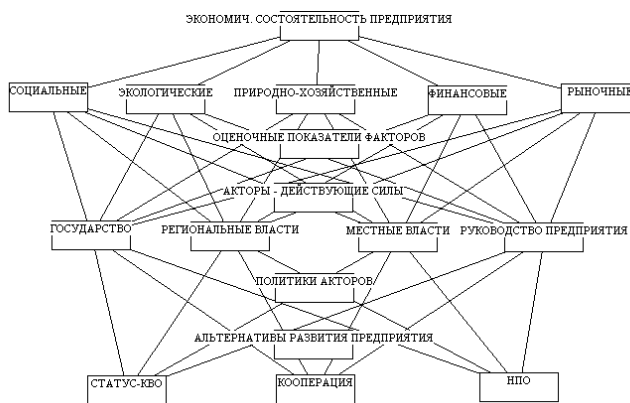 ЭКОНОМИЧ. СОСТОЯТЕЛЬНОСТЬ ПРЕДПРИЯТИЯ
СОЦИАЛЬНЫЕ
ЭКОЛОГИЧЕСКИЕ
ПРИРОДНО-ХОЗЯЙСТВЕННЫЕ
ФИНАНСОВЫЕ
РЫНОЧНЫЕ
ОЦЕНОЧНЫЕ ПОКАЗАТЕЛИ ФАКТОРОВ
АКТОРЫ - ДЕЙСТВУЮЩИЕ СИЛЫ
ГОСУДАРСТВО
РЕГИОНАЛЬНЫЕ ВЛАСТИ
МЕСТНЫЕ ВЛАСТИ
РУКОВОДСТВО ПРЕДПРИЯТИЯ
ПОЛИТИКИ АКТОРОВ
АЛЬТЕРНАТИВЫ РАЗВИТИЯ ПРЕДПРИЯТИЯ
СТАТУС-КВО
КООПЕРАЦИЯ
НПО